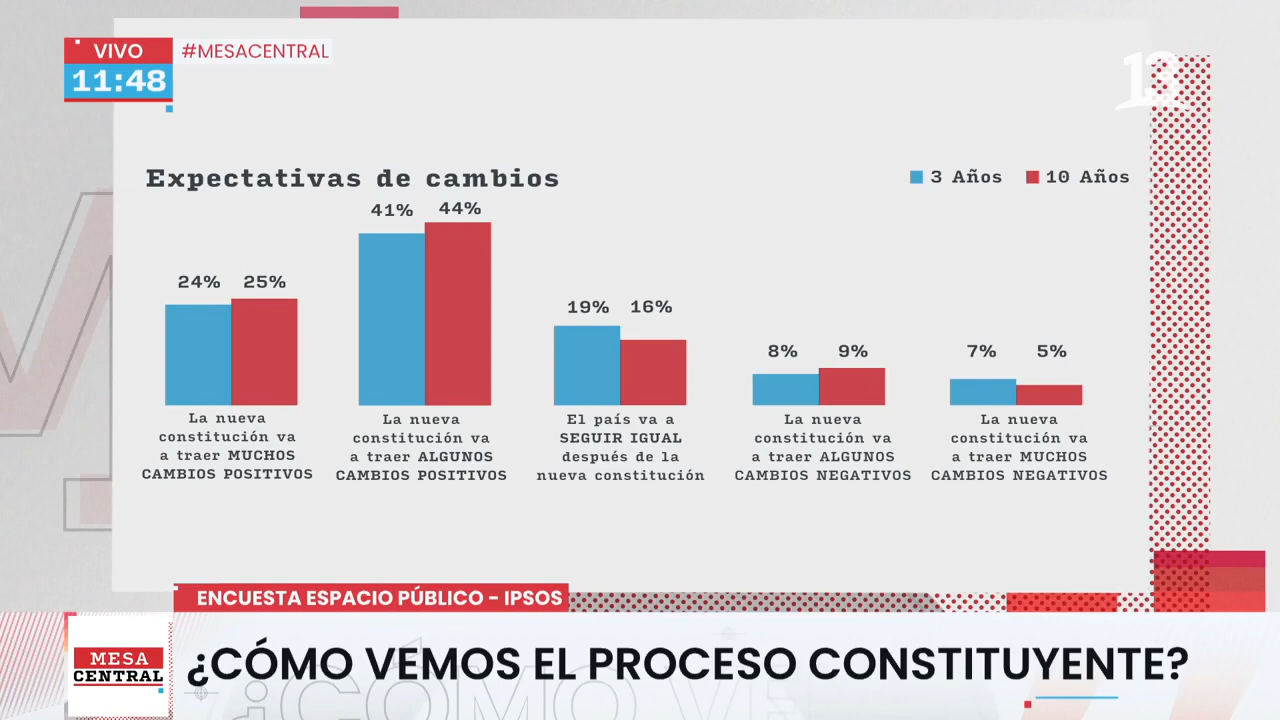 VIVO
#MESACENTRAL
11:48
13
Expectativas de cambios
3 Años
10 Años
24%
25%
41%
44%
19%
16%
8%
9%
7%
5%
La nueva
constitución va
a traer MUCHOS
CAMBIOS POSITIVOS
La nueva
constitución va
a traer ALGUNOS
CAMBIOS POSITIVOS
El país va a
SEGUIR IGUAL
después de la
nueva constitución
La nueva
constitución va
a traer ALGUNOS
CAMBIOS NEGATIVOS
La nueva
constitución va
a traer MUCHOS
CAMBIOS NEGATIVOS
ENCUESTA ESPACIO PÚBLICO - IPSOS
MESA
CENTRAL
¿CÓMO VEMOS EL PROCESO CONSTITUYENTE?
¿CÓMO VE